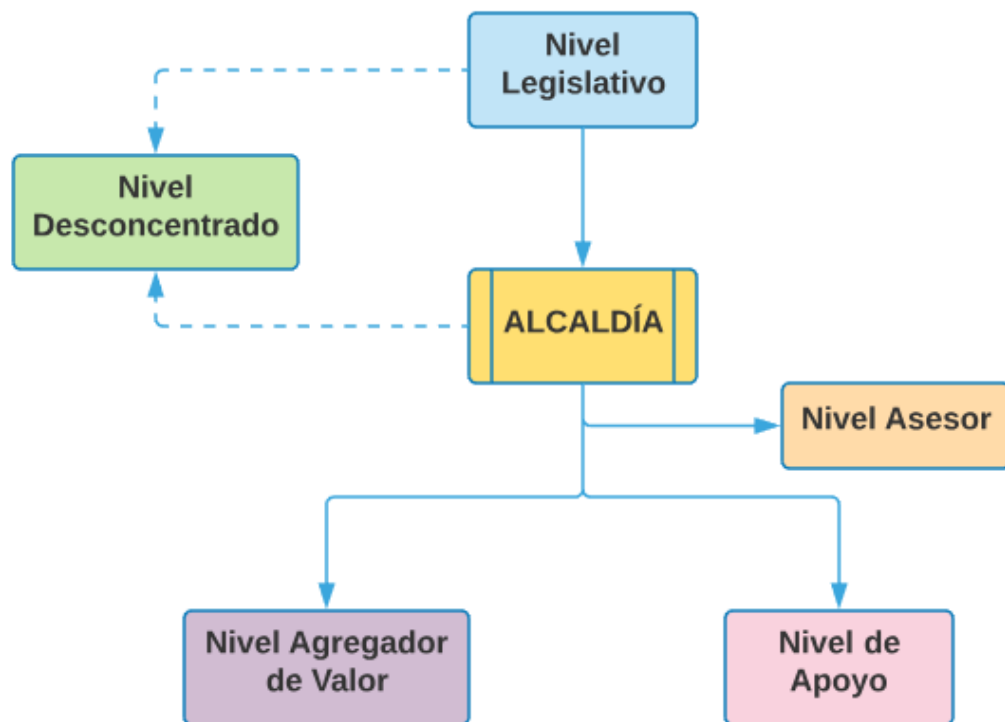 Nivel
Legislativo
Nivel
Desconcentrado
ALCALDÍA
Nivel Asesor
Nivel Agregador
de Valor
Nivel de
Apoyo